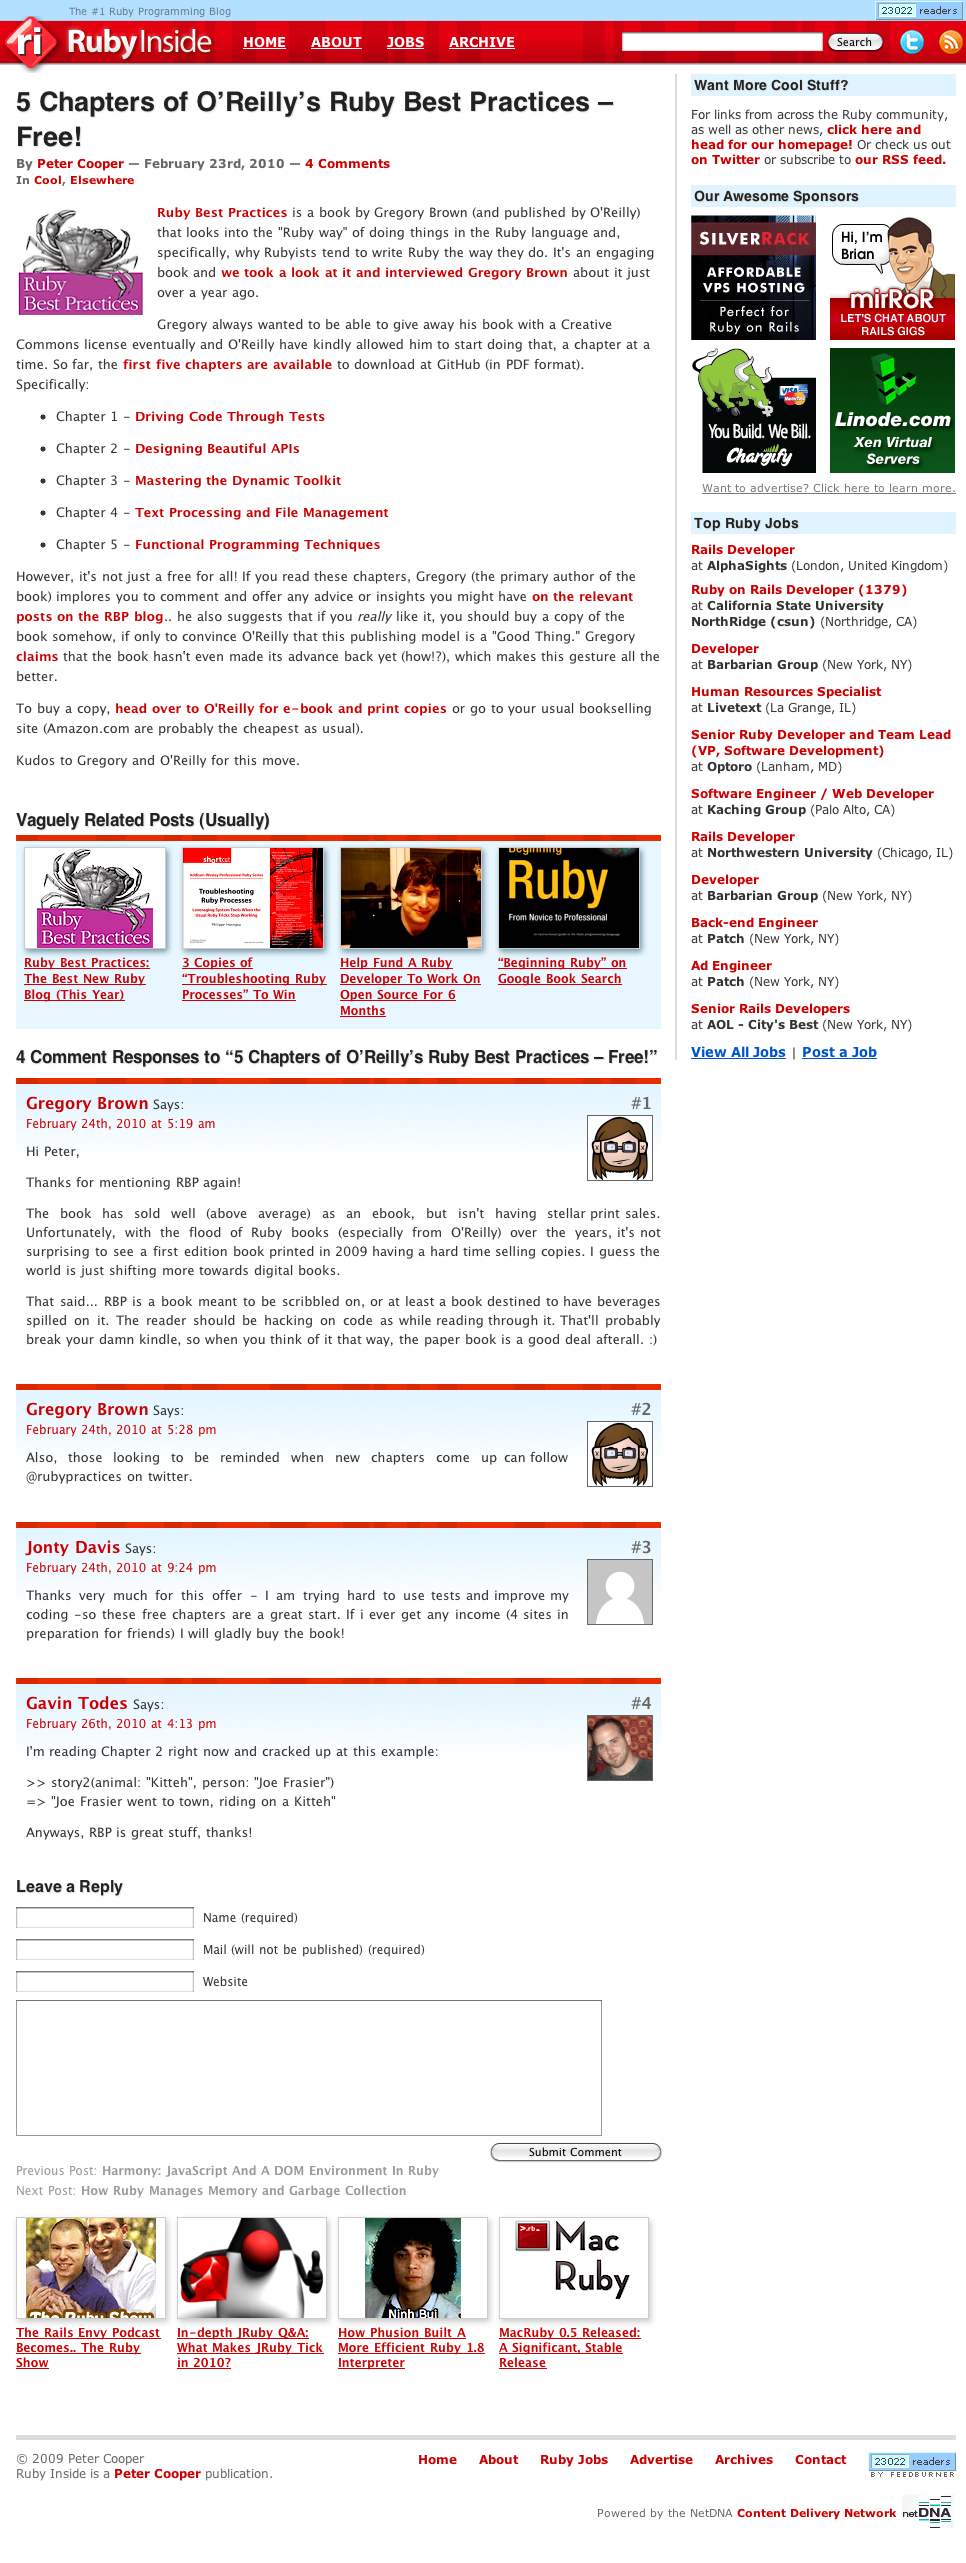 The #1 Ruby Programming Blog
23022 readers
ri RubyInside
HOME ABOUT JOBS ARCHIVE
Search
5 Chapters of O’Reilly’s Ruby Best Practices –
Free!
By Peter Cooper — February 23rd, 2010 — 4 Comments
In Cool, Elsewhere
Ruby
Best Practices
Ruby Best Practices is a book by Gregory Brown (and published by O'Reilly)
that looks into the "Ruby way" of doing things in the Ruby language and,
specifically, why Rubyists tend to write Ruby the way they do. It's an engaging
book and we took a look at it and interviewed Gregory Brown about it just
over a year ago.
Gregory always wanted to be able to give away his book with a Creative
Commons license eventually and O'Reilly have kindly allowed him to start doing that, a chapter at a
time. So far, the first five chapters are available to download at GitHub (in PDF format).
Specifically:
• Chapter 1 – Driving Code Through Tests
• Chapter 2 – Designing Beautiful APIs
• Chapter 3 – Mastering the Dynamic Toolkit
• Chapter 4 – Text Processing and File Management
• Chapter 5 – Functional Programming Techniques
However, it's not just a free for all! If you read these chapters, Gregory (the primary author of the
book) implores you to comment and offer any advice or insights you might have on the relevant
posts on the RBP blog.. he also suggests that if you really like it, you should buy a copy of the
book somehow, if only to convince O'Reilly that this publishing model is a "Good Thing." Gregory
claims that the book hasn't even made its advance back yet (how!?), which makes this gesture all the
better.
To buy a copy, head over to O'Reilly for e-book and print copies or go to your usual bookselling
site (Amazon.com are probably the cheapest as usual).
Kudos to Gregory and O'Reilly for this move.
Vaguely Related Posts (Usually)
Ruby
Best Practices
Ruby Best Practices:
The Best New Ruby
Blog (This Year)
shortcut
Addison-Wesley Professional Ruby Series
Troubleshooting
Ruby Processes
Leveraging System Tools When the
Usual Ruby Tricks Stop Working
3 Copies of
“Troubleshooting Ruby
Processes” To Win
Help Fund A Ruby
Developer To Work On
Open Source For 6
Months
Beginning
Ruby
From Novice to Professional
“Beginning Ruby” on
Google Book Search
4 Comment Responses to “5 Chapters of O’Reilly’s Ruby Best Practices – Free!”
Gregory Brown Says: #1
February 24th, 2010 at 5:19 am
Hi Peter,
Thanks for mentioning RBP again!
The book has sold well (above average) as an ebook, but isn't having stellar print sales.
Unfortunately, with the flood of Ruby books (especially from O'Reilly) over the years, it's not
surprising to see a first edition book printed in 2009 having a hard time selling copies. I guess the
world is just shifting more towards digital books.
That said... RBP is a book meant to be scribbled on, or at least a book destined to have beverages
spilled on it. The reader should be hacking on code as while reading through it. That'll probably
break your damn kindle, so when you think of it that way, the paper book is a good deal afterall. :)
Gregory Brown Says: #2
February 24th, 2010 at 5:28 pm
Also, those looking to be reminded when new chapters come up can follow
@rubypractices on twitter.
Jonty Davis Says: #3
February 24th, 2010 at 9:24 pm
Thanks very much for this offer – I am trying hard to use tests and improve my
coding -so these free chapters are a great start. If i ever get any income (4 sites in
preparation for friends) I will gladly buy the book!
Gavin Todes Says: #4
February 26th, 2010 at 4:13 pm
I'm reading Chapter 2 right now and cracked up at this example:
>> story2(animal: "Kitteh", person: "Joe Frasier")
=> "Joe Frasier went to town, riding on a Kitteh"
Anyways, RBP is great stuff, thanks!
Leave a Reply
Name (required)
Mail (will not be published) (required)
Website
Submit Comment
Previous Post: Harmony: JavaScript And A DOM Environment In Ruby
Next Post: How Ruby Manages Memory and Garbage Collection
The Ruby Show
The Rails Envy Podcast
Becomes.. The Ruby
Show
In-depth JRuby Q&A:
What Makes JRuby Tick
in 2010?
Ninh Bui
How Phusion Built A
More Efficient Ruby 1.8
Interpreter
>.rb_ Mac
Ruby
MacRuby 0.5 Released:
A Significant, Stable
Release
Want More Cool Stuff?
For links from across the Ruby community,
as well as other news, click here and
head for our homepage! Or check us out
on Twitter or subscribe to our RSS feed.
Our Awesome Sponsors
SILVERRACK
AFFORDABLE
VPS HOSTING
Perfect for
Ruby on Rails
Hi, I'm
Brian
mirRoR
LET'S CHAT ABOUT
RAILS GIGS
VISA
You Build. We Bill.
Chargify
Linode.com
Xen Virtual
Servers
Want to advertise? Click here to learn more.
Top Ruby Jobs
Rails Developer
at AlphaSights (London, United Kingdom)
Ruby on Rails Developer (1379)
at California State University
NorthRidge (csun) (Northridge, CA)
Developer
at Barbarian Group (New York, NY)
Human Resources Specialist
at Livetext (La Grange, IL)
Senior Ruby Developer and Team Lead
(VP, Software Development)
at Optoro (Lanham, MD)
Software Engineer / Web Developer
at Kaching Group (Palo Alto, CA)
Rails Developer
at Northwestern University (Chicago, IL)
Developer
at Barbarian Group (New York, NY)
Back-end Engineer
at Patch (New York, NY)
Ad Engineer
at Patch (New York, NY)
Senior Rails Developers
at AOL - City's Best (New York, NY)
View All Jobs | Post a Job
© 2009 Peter Cooper
Ruby Inside is a Peter Cooper publication.
Home About Ruby Jobs Advertise Archives Contact
23022 readers
BY FEEDBURNER
Powered by the NetDNA Content Delivery Network netDNA